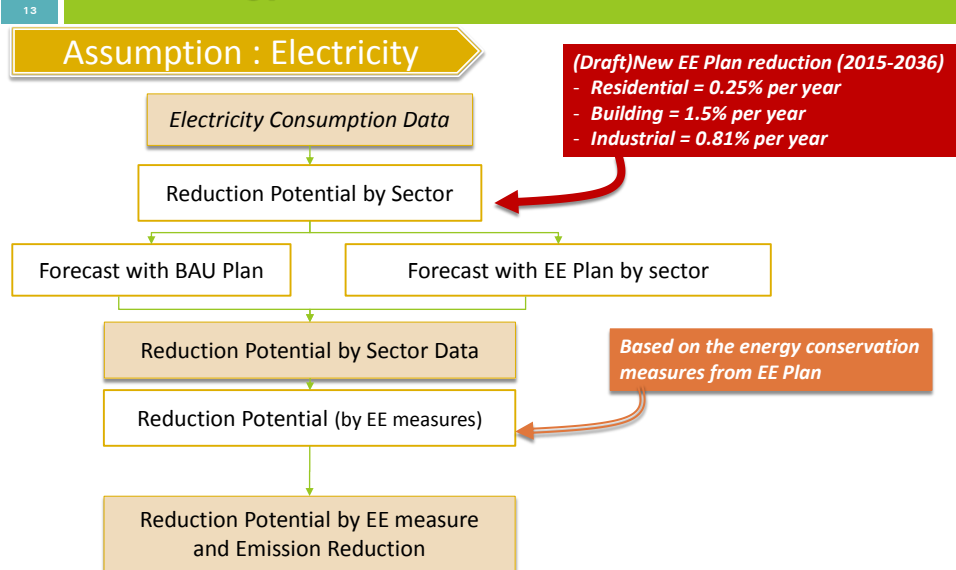 13
Assumption : Electricity
(Draft)New EE Plan reduction (2015-2036)
- Residential = 0.25% per year
- Building = 1.5% per year
- Industrial = 0.81% per year
Electricity Consumption Data
Reduction Potential by Sector
Forecast with BAU Plan
Forecast with EE Plan by sector
Reduction Potential by Sector Data
Based on the energy conservation
measures from EE Plan
Reduction Potential (by EE measures)
Reduction Potential by EE measure
and Emission Reduction